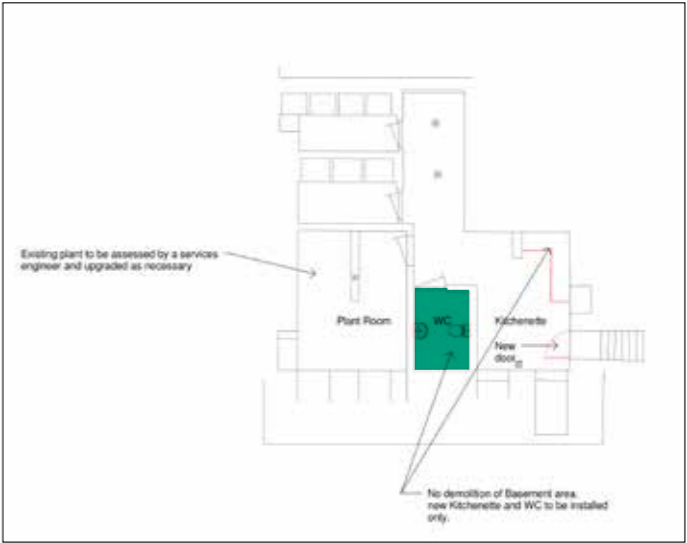 Existing plant to be assessed by a services
engineer and upgraded as necessary
Plant Room
WC
Kitchenette
New
door
No demolition of Basement area,
new Kitchenette and WC to be installed
only.